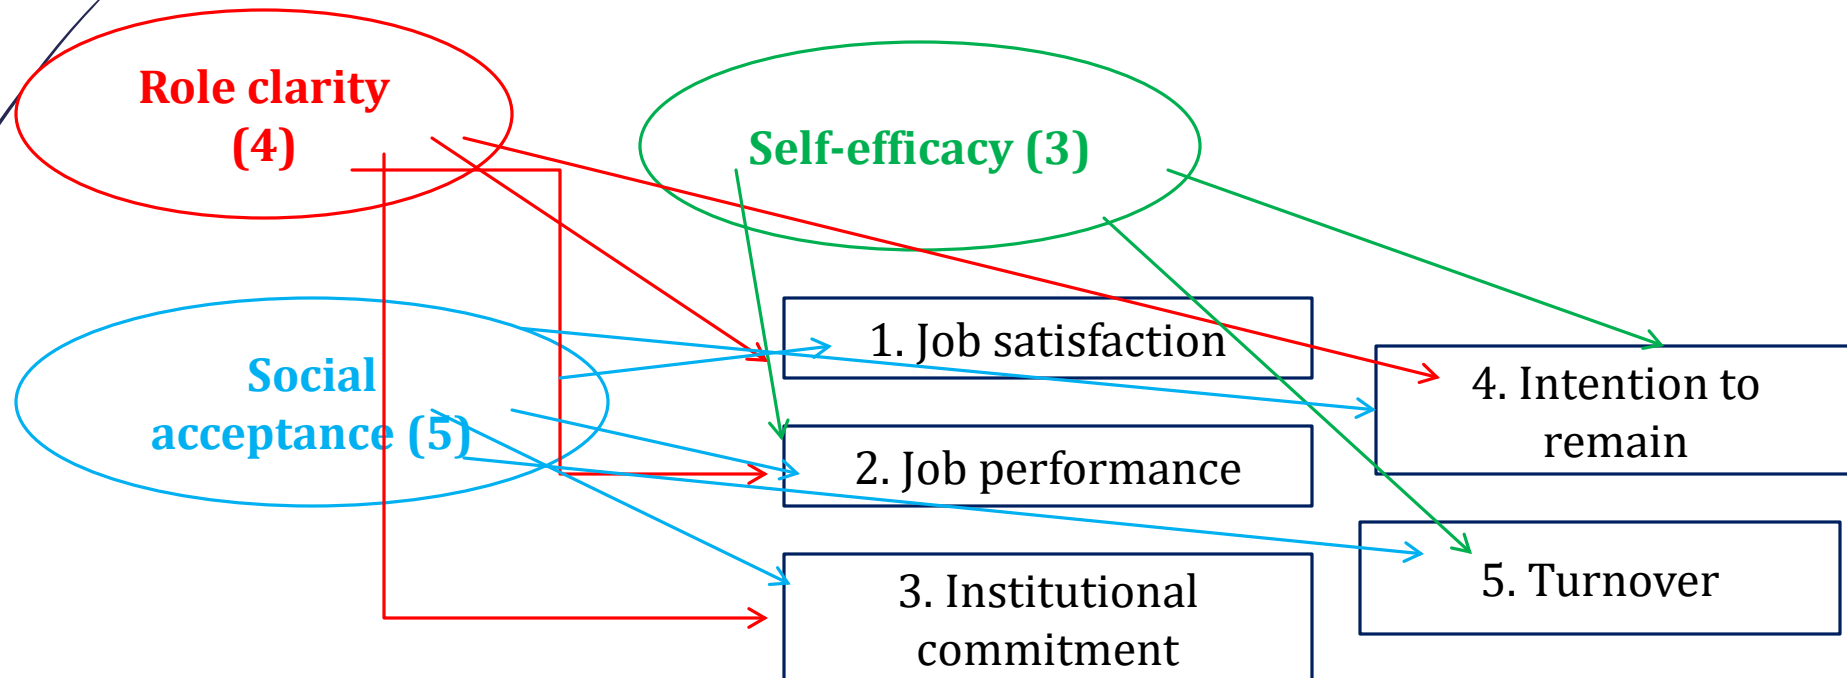 Role clarity
(4)
Self-efficacy (3)
Social
acceptance (5)
1. Job satisfaction
2. Job performance
3. Institutional
commitment
4. Intention to
remain
5. Turnover